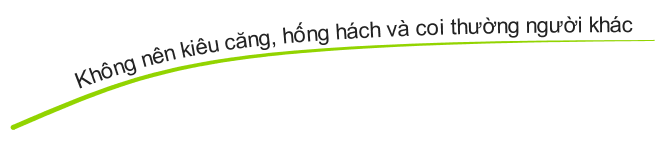 Không nên kiêu căng, hống hách và coi thường người khác